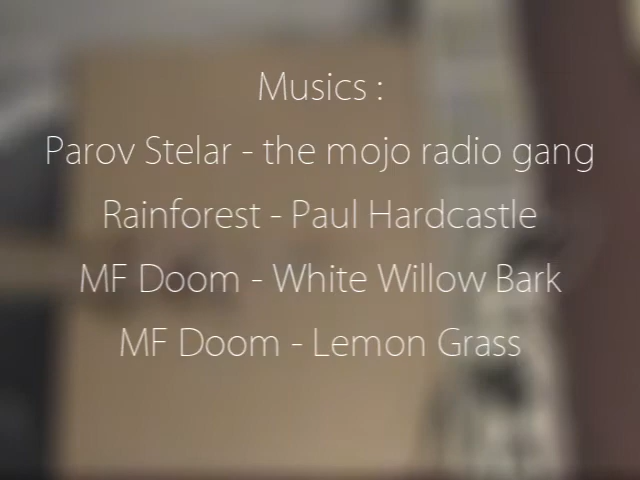 Musics :
Parov Stelar - the mojo radio gang
Rainforest - Paul Hardcastle
MF Doom - White Willow Bark
MF Doom - Lemon Grass